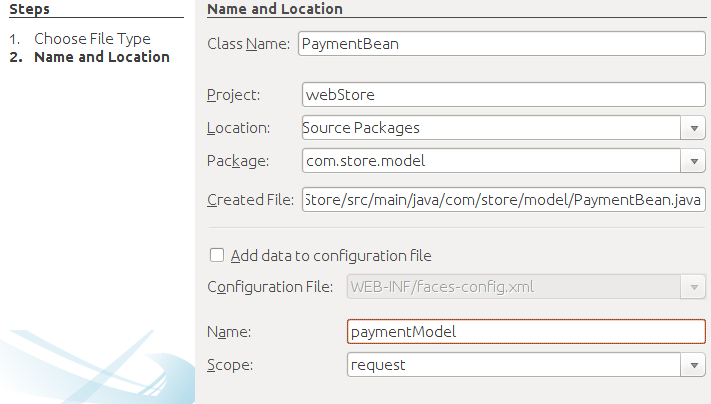 Steps
1. Choose File Type
2. Name and Location
Name and Location
Class Name: PaymentBean
Project: webStore
Location: Source Packages
Package: com.store.model
Created File: Store/src/main/java/com/store/model/PaymentBean.java
Add data to configuration file
Configuration File: WEB-INF/faces-config.xml
Name: paymentModel
Scope: request